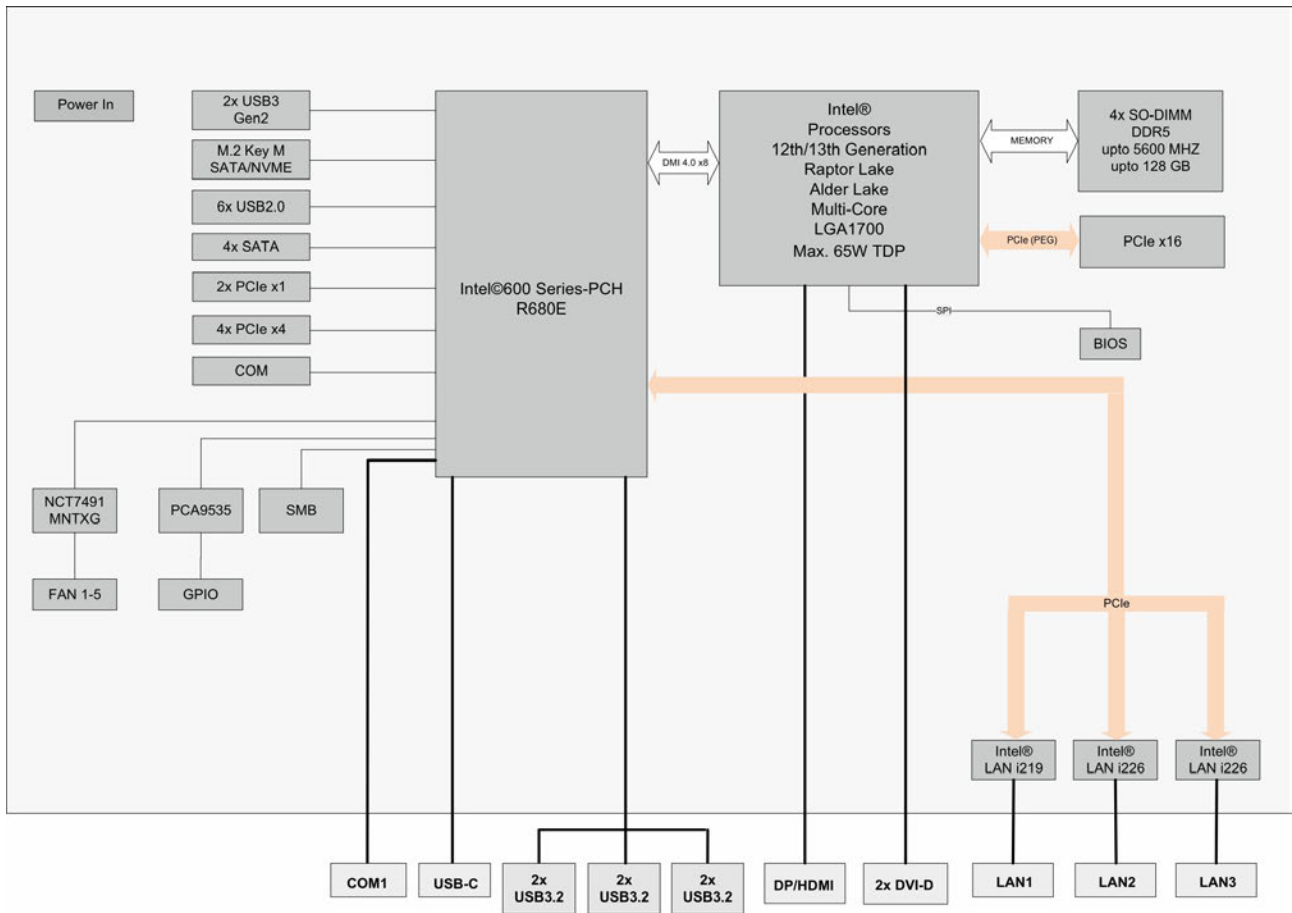 Power In
2x USB3
Gen2
M.2 Key M
SATA/NVME
6x USB2.0
4x SATA
2x PCIe x1
4x PCIe x4
COM
Intel©600 Series-PCH
R680E
DMI 4.0 x8
Intel®
Processors
12th/13th Generation
Raptor Lake
Alder Lake
Multi-Core
LGA1700
Max. 65W TDP
MEMORY
4x SO-DIMM
DDR5
upto 5600 MHZ
upto 128 GB
PCIe (PEG)
PCIe x16
SPI
BIOS
NCT7491
MNTXG
PCA9535
SMB
FAN 1-5
GPIO
PCIe
Intel®
LAN i219
Intel®
LAN i226
Intel®
LAN i226
COM1
USB-C
2x
USB3.2
2x
USB3.2
2x
USB3.2
DP/HDMI
2x DVI-D
LAN1
LAN2
LAN3